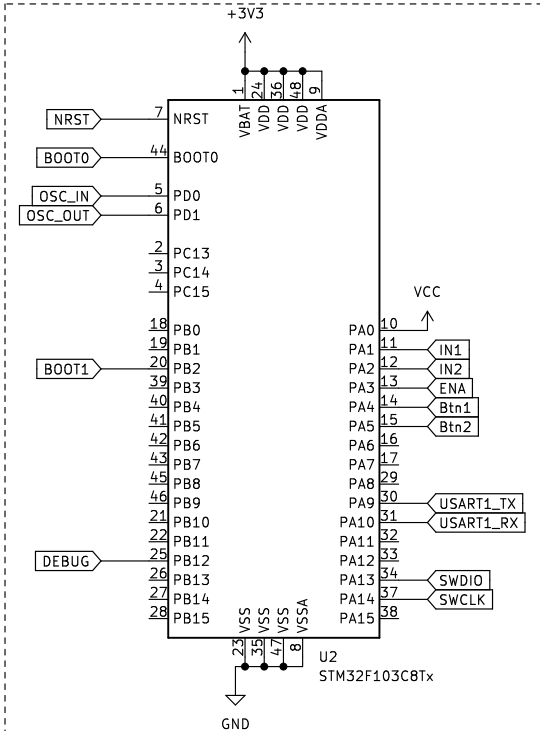 +3V3
1 24 36 48 9
VBAT VDD VDD VDD VDDA
NRST 7 NRST
BOOT0 44 BOOT0
OSC_IN 5 PD0
OSC_OUT 6 PD1
2 PC13
3 PC14
4 PC15
VCC
18 PB0 PA0 10
19 PB1 PA1 11 IN1
BOOT1 20 PB2 PA2 12 IN2
39 PB3 PA3 13 ENA
40 PB4 PA4 14 Btn1
41 PB5 PA5 15 Btn2
42 PB6 PA6 16
43 PB7 PA7 17
45 PB8 PA8 29
46 PB9 PA9 30 USART1_TX
21 PB10 PA10 31 USART1_RX
22 PB11 PA11 32
DEBUG 25 PB12 PA12 33
26 PB13 PA13 34 SWDIO
27 PB14 PA14 37 SWCLK
28 PB15 PA15 38
VSS VSS VSS VSSA
23 35 47 8
U2
STM32F103C8Tx
GND